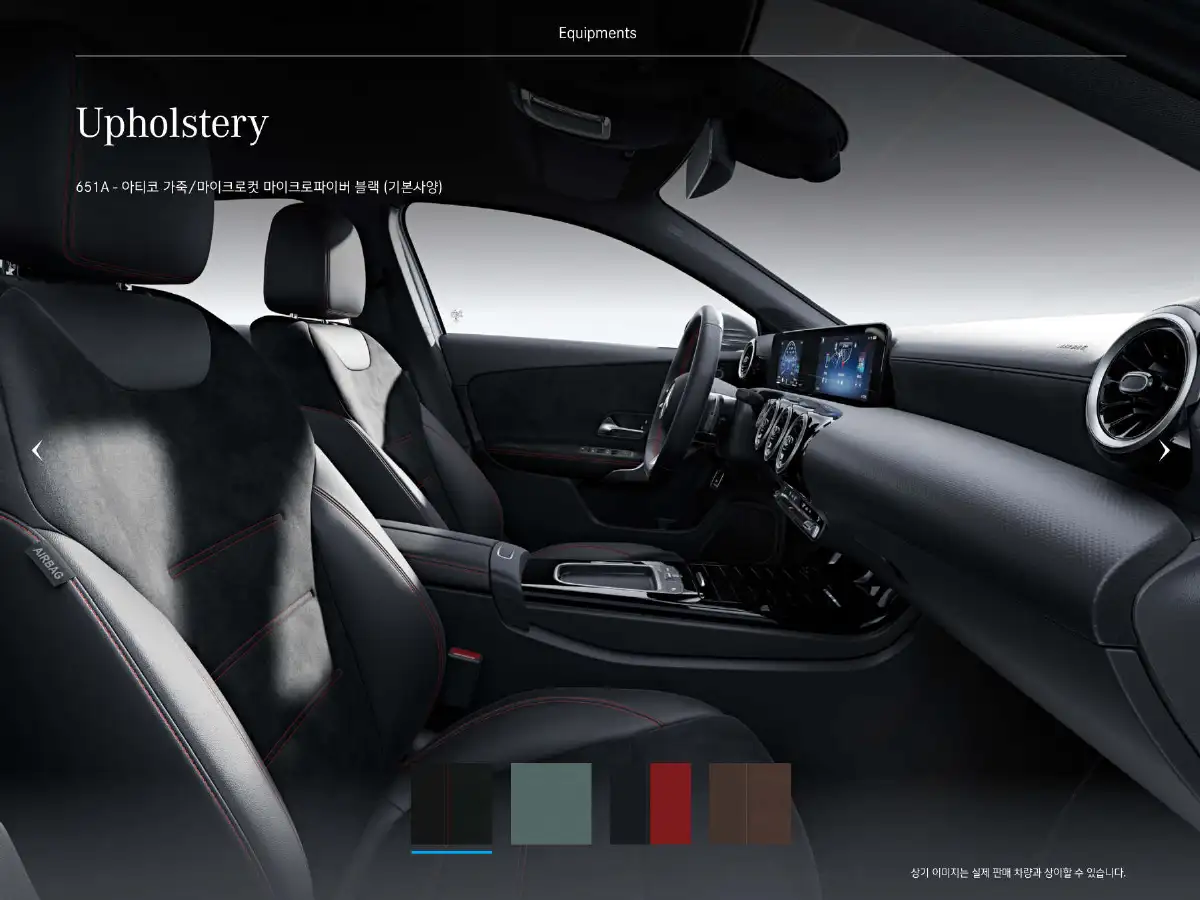 Equipments
Upholstery
651A - 아티코 가죽/마이크로컷 마이크로파이버 블랙 (기본사양)
AIRBAG
상기 이미지는 실제 판매 차량과 상이할 수 있습니다.